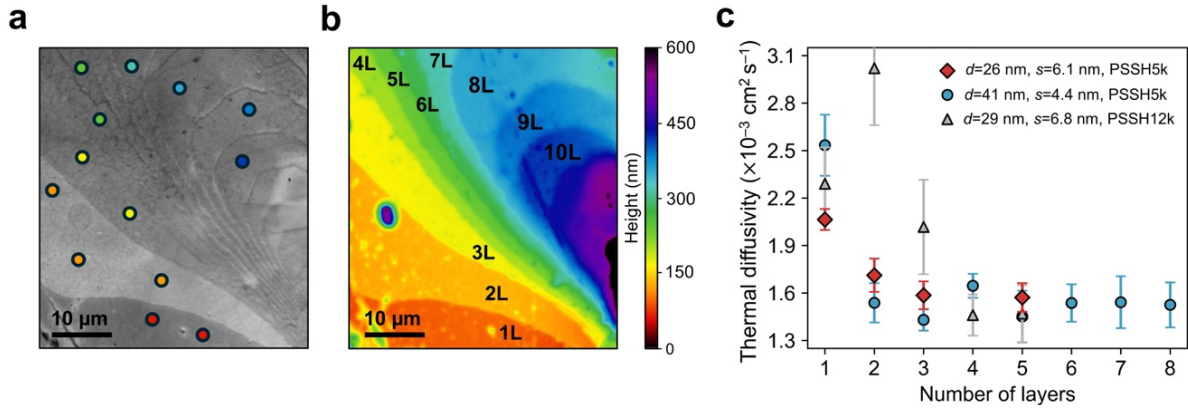 a
10 μm
b
4L
5L
6L
7L
8L
9L
10L
3L
2L
1L
10 μm
600
450
300
150
0
Height (nm)
c
Thermal diffusivity (×10⁻³ cm² s⁻¹)
3.1
2.8
2.5
2.2
1.9
1.6
1.3
d=26 nm, s=6.1 nm, PSSH5k
d=41 nm, s=4.4 nm, PSSH5k
d=29 nm, s=6.8 nm, PSSH12k
1 2 3 4 5 6 7 8
Number of layers